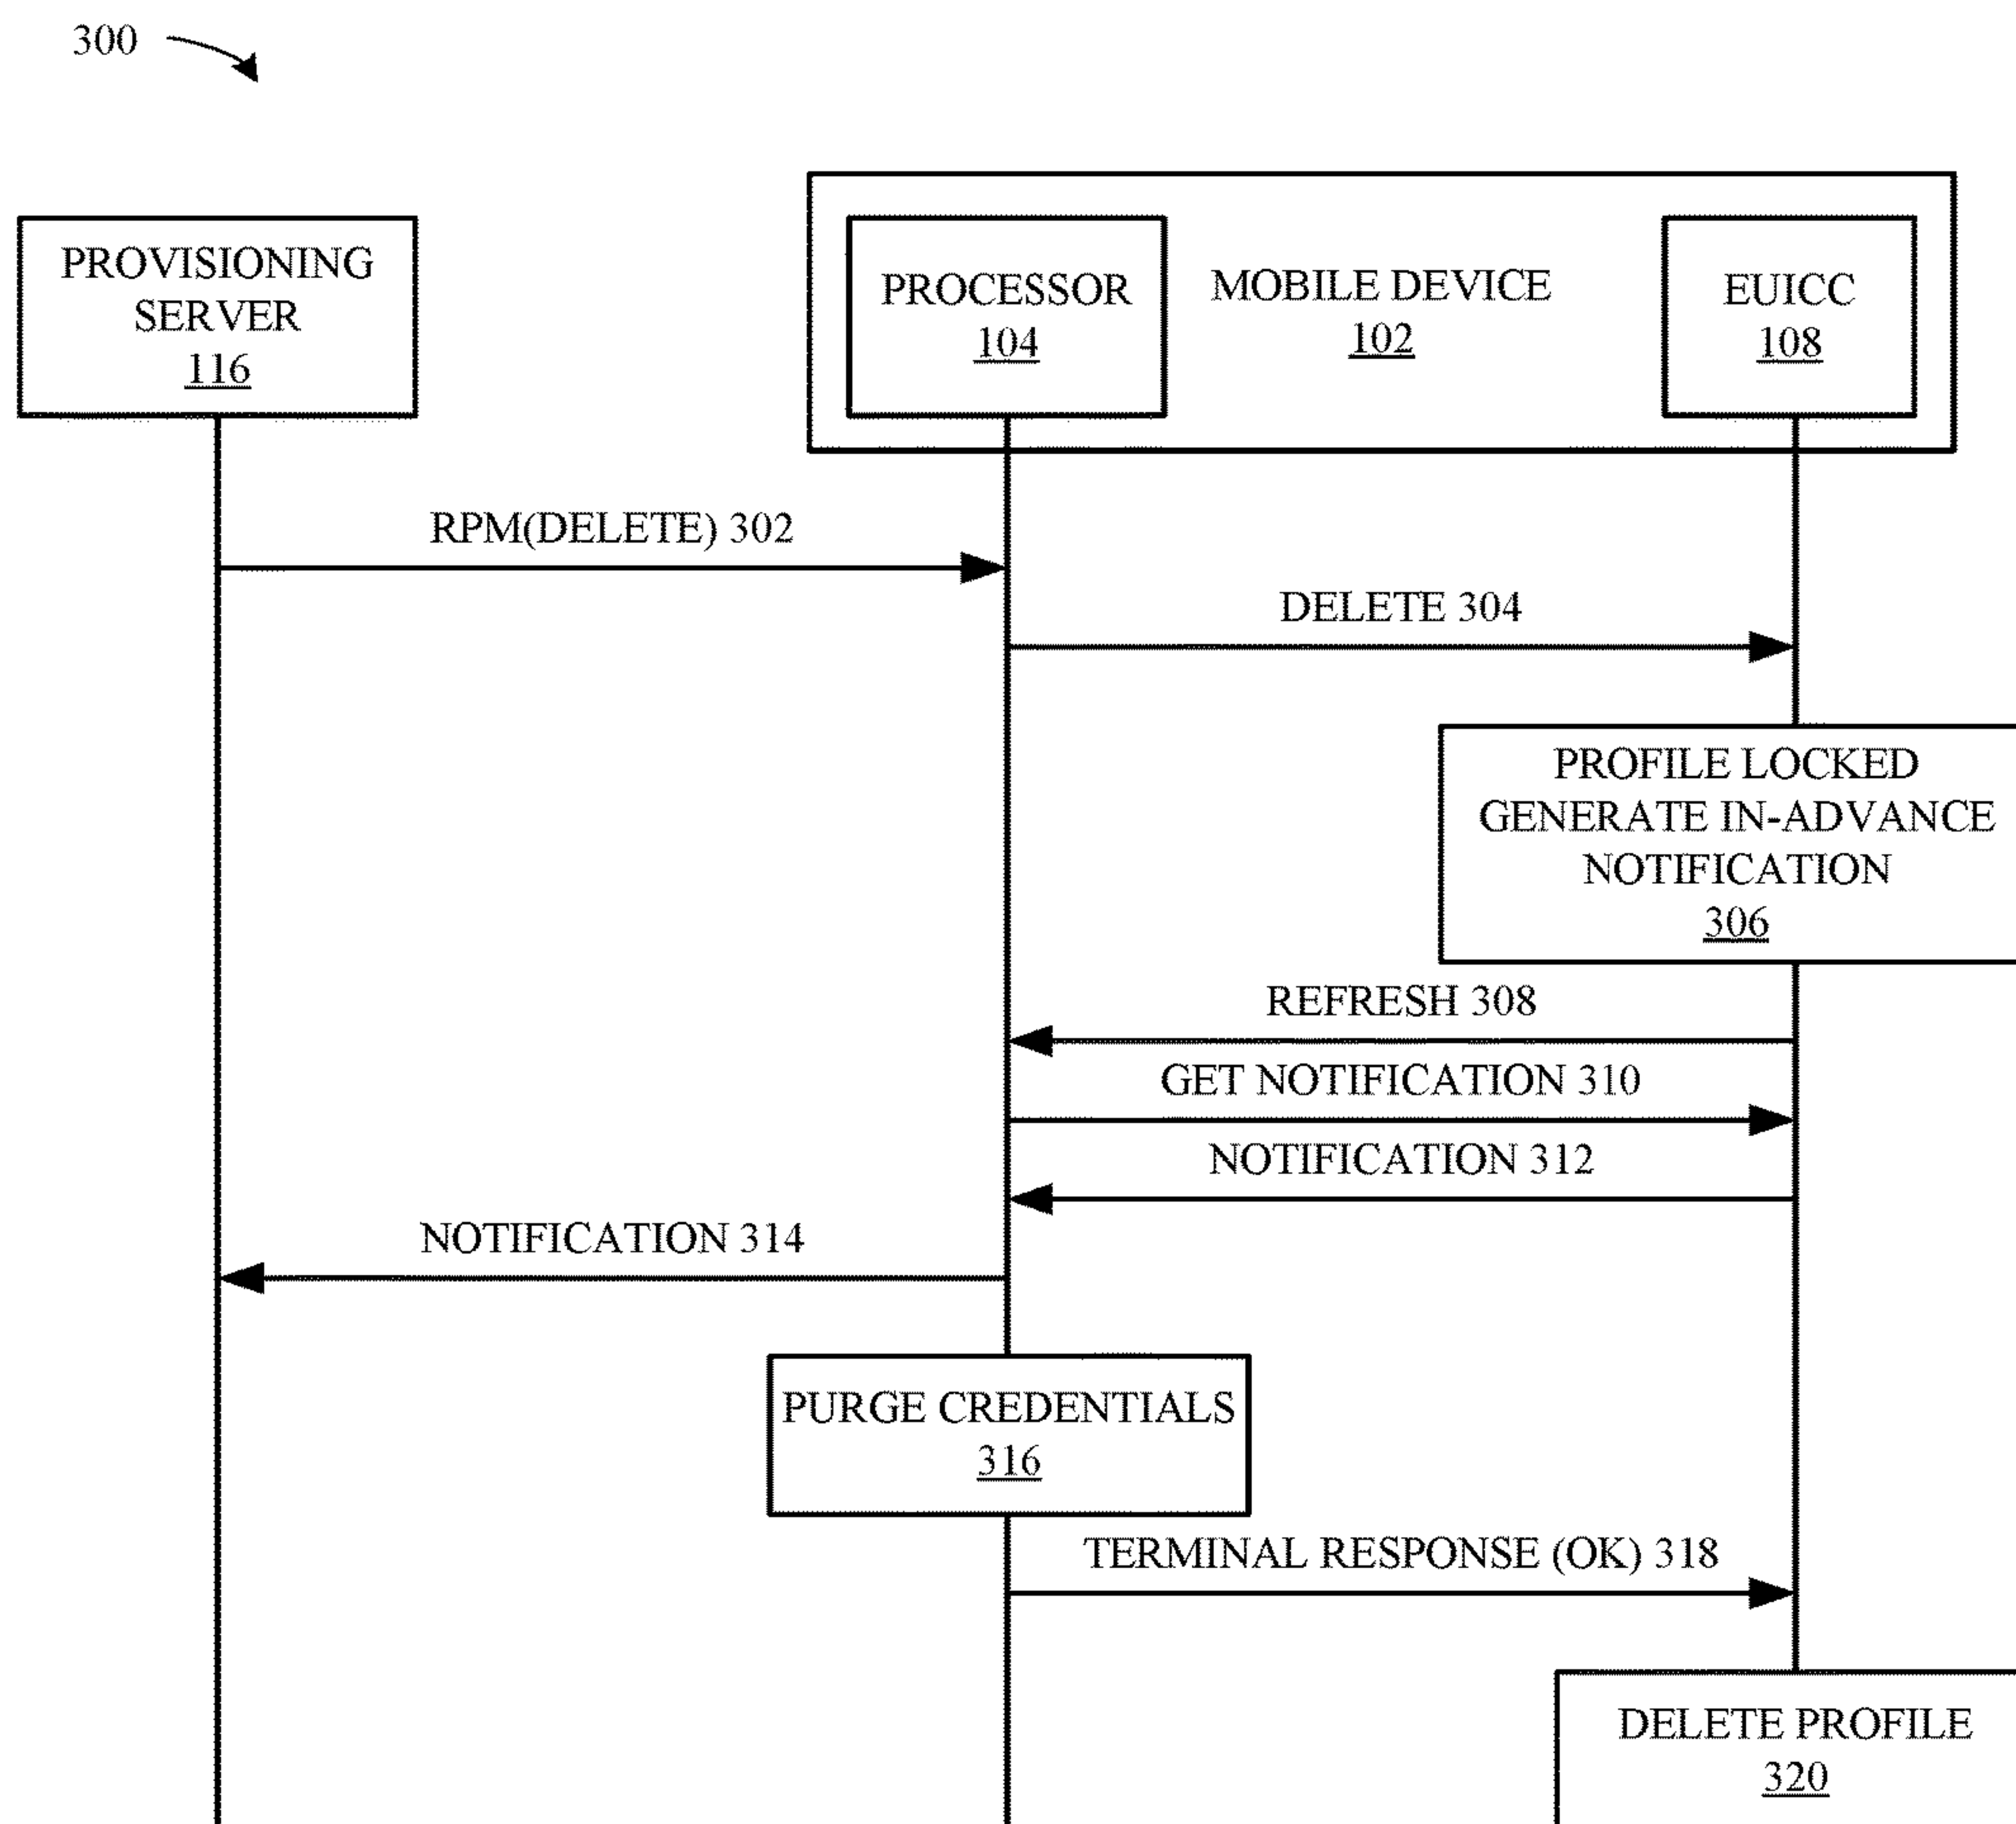 300
PROVISIONING
SERVER
116
PROCESSOR
104
MOBILE DEVICE
102
EUICC
108
RPM(DELETE) 302
DELETE 304
PROFILE LOCKED
GENERATE IN-ADVANCE
NOTIFICATION
306
REFRESH 308
GET NOTIFICATION 310
NOTIFICATION 312
NOTIFICATION 314
PURGE CREDENTIALS
316
TERMINAL RESPONSE (OK) 318
DELETE PROFILE
320